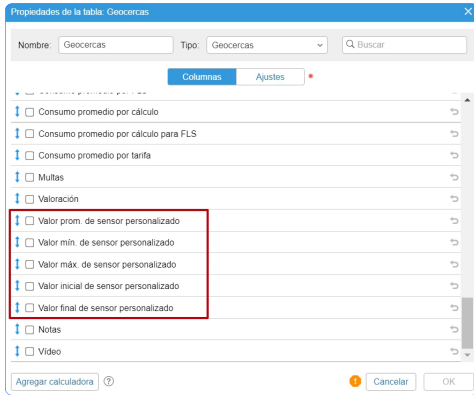 Propiedades de la tabla: Geocercas
Nombre: Geocercas Tipo: Geocercas Buscar
Columnas Ajustes
Consumo promedio por cálculo
Consumo promedio por cálculo para FLS
Consumo promedio por tarifa
Multas
Valoración
Valor prom. de sensor personalizado
Valor mín. de sensor personalizado
Valor máx. de sensor personalizado
Valor inicial de sensor personalizado
Valor final de sensor personalizado
Notas
Vídeo
Agregar calculadora ? ! Cancelar OK